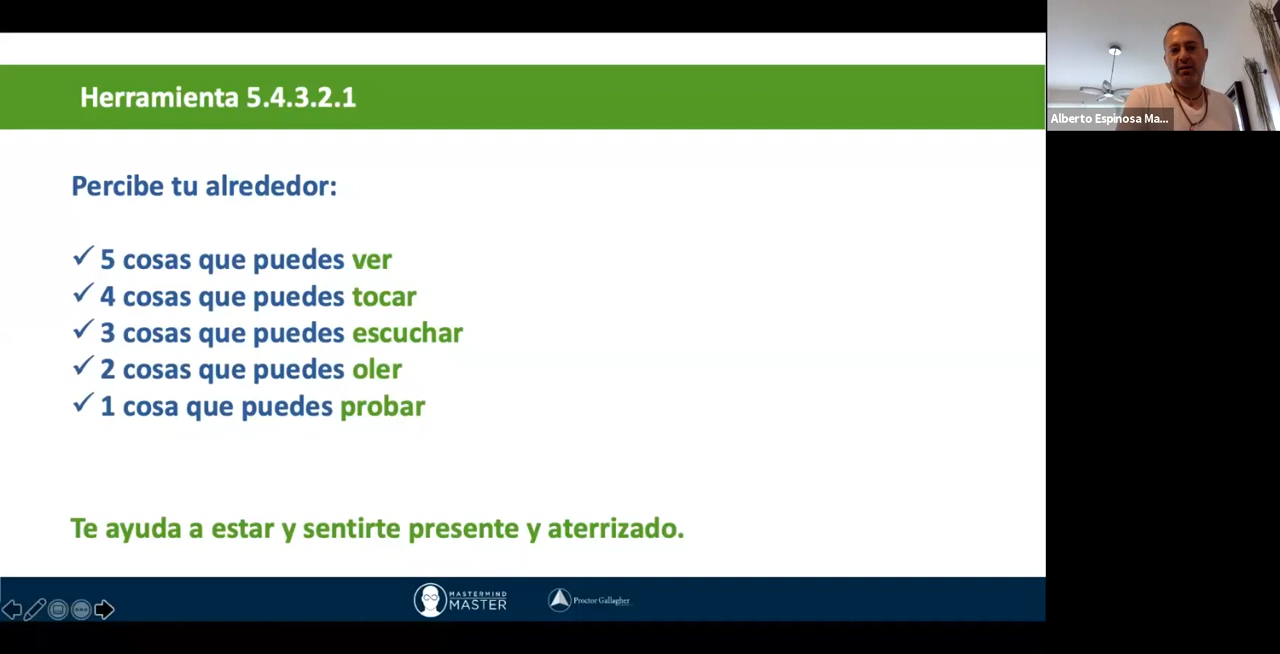 Herramienta 5.4.3.2.1
Alberto Espinosa Ma...
Percibe tu alrededor:
✓ 5 cosas que puedes ver
✓ 4 cosas que puedes tocar
✓ 3 cosas que puedes escuchar
✓ 2 cosas que puedes oler
✓ 1 cosa que puedes probar
Te ayuda a estar y sentirte presente y aterrizado.
MASTERMIND
MASTER
Proctor Gallagher